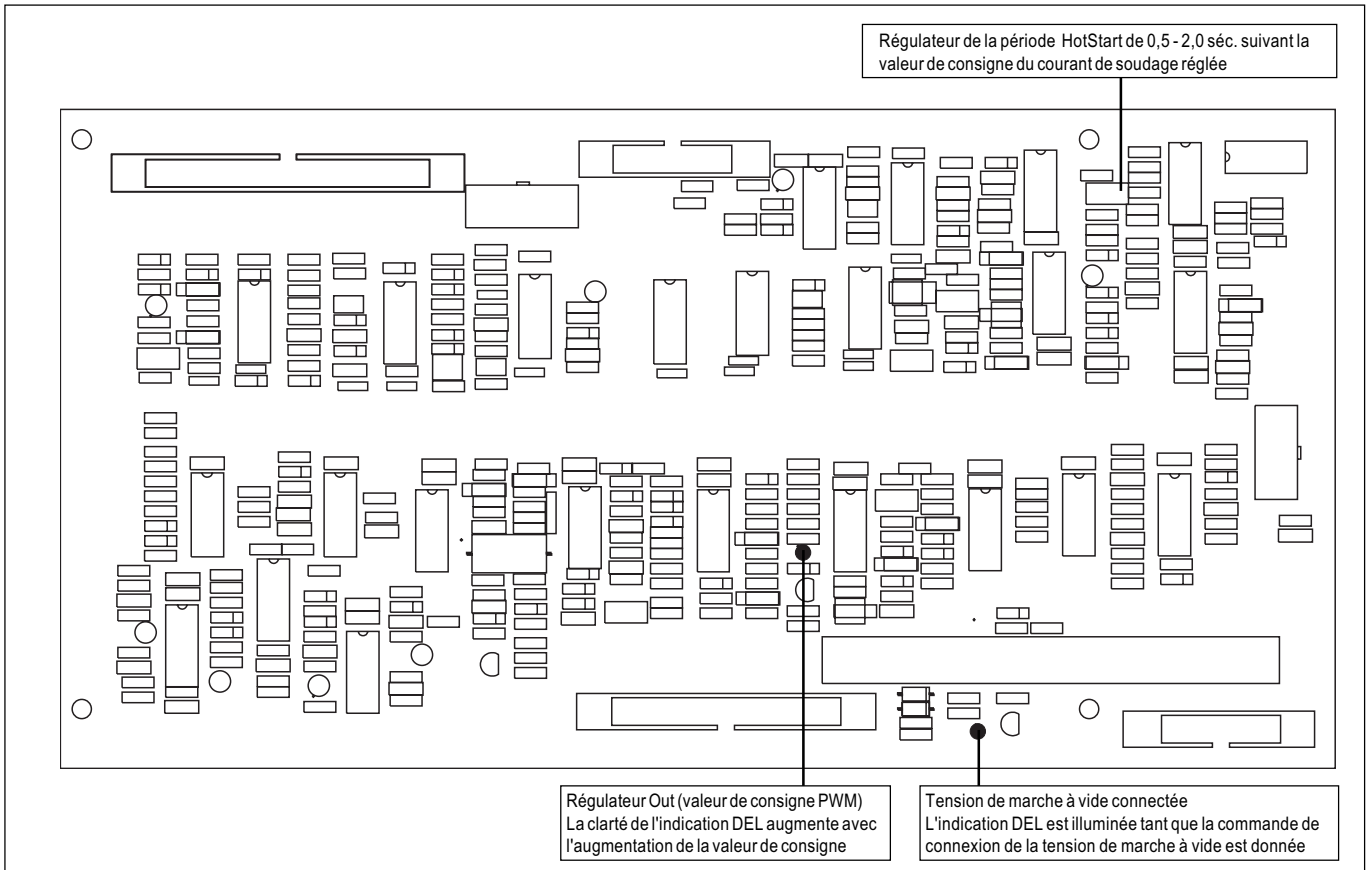 Régulateur de la période HotStart de 0,5 - 2,0 séc. suivant la
valeur de consigne du courant de soudage réglée
Régulateur Out (valeur de consigne PWM)
La clarté de l'indication DEL augmente avec
l'augmentation de la valeur de consigne
Tension de marche à vide connectée
L'indication DEL est illuminée tant que la commande de
connexion de la tension de marche à vide est donnée